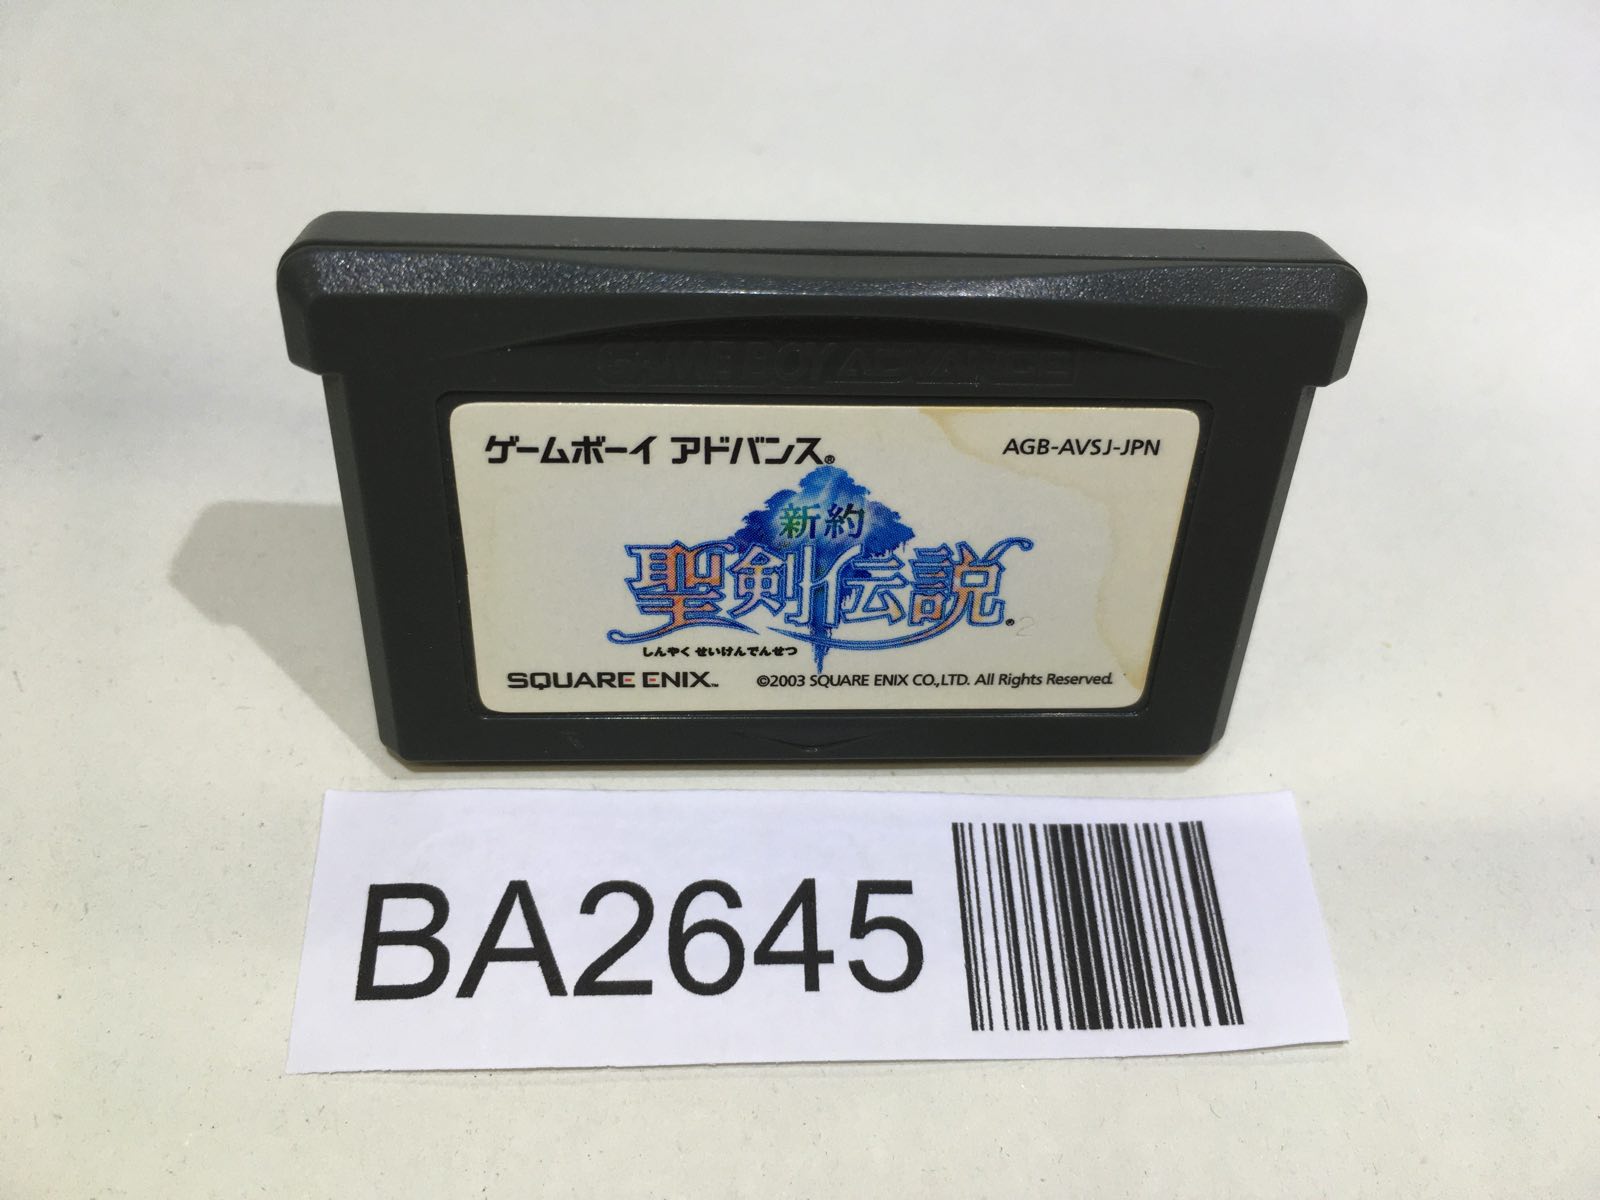 GAME BOY ADVANCE
ゲームボーイ アドバンス®
AGB-AVSJ-JPN
新約
聖剣伝説®
しんやく せいけんでんせつ
SQUARE ENIX™
©2003 SQUARE ENIX CO.,LTD. All Rights Reserved.
2
BA2645